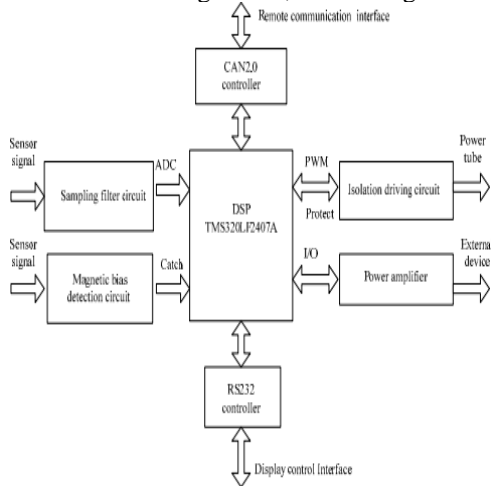 Remote communication interface
CAN2.0
controller
Sensor
signal
ADC
Sampling filter circuit
DSP
TMS320LF2407A
PWM
Protect
Isolation driving circuit
Power
tube
Sensor
signal
Catch
Magnetic bias
detection circuit
I/O
Power amplifier
External
device
RS232
controller
Display control Interface